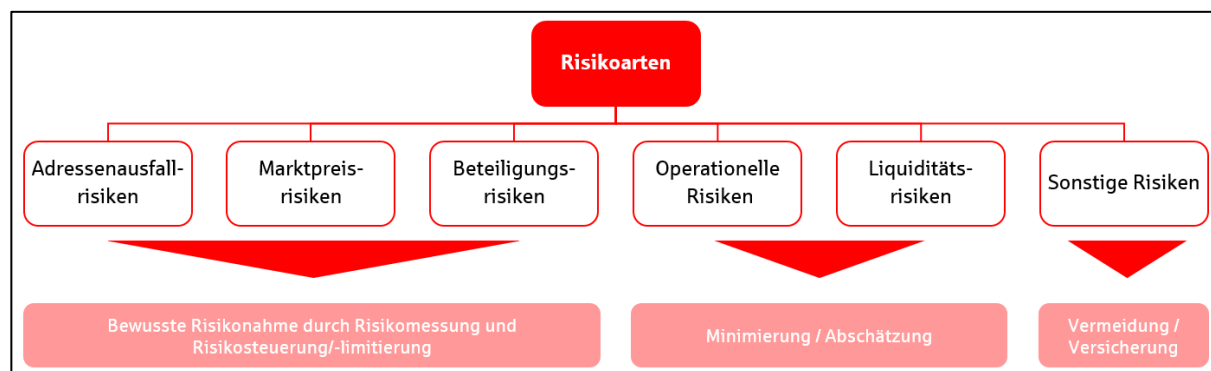 Risikoarten
Adressenausfall-
risiken
Marktpreis-
risiken
Beteiligungs-
risiken
Operationelle
Risiken
Liquiditäts-
risiken
Sonstige Risiken
Bewusste Risikonahme durch Risikomessung und
Risikosteuerung/-limitierung
Minimierung / Abschätzung
Vermeidung /
Versicherung